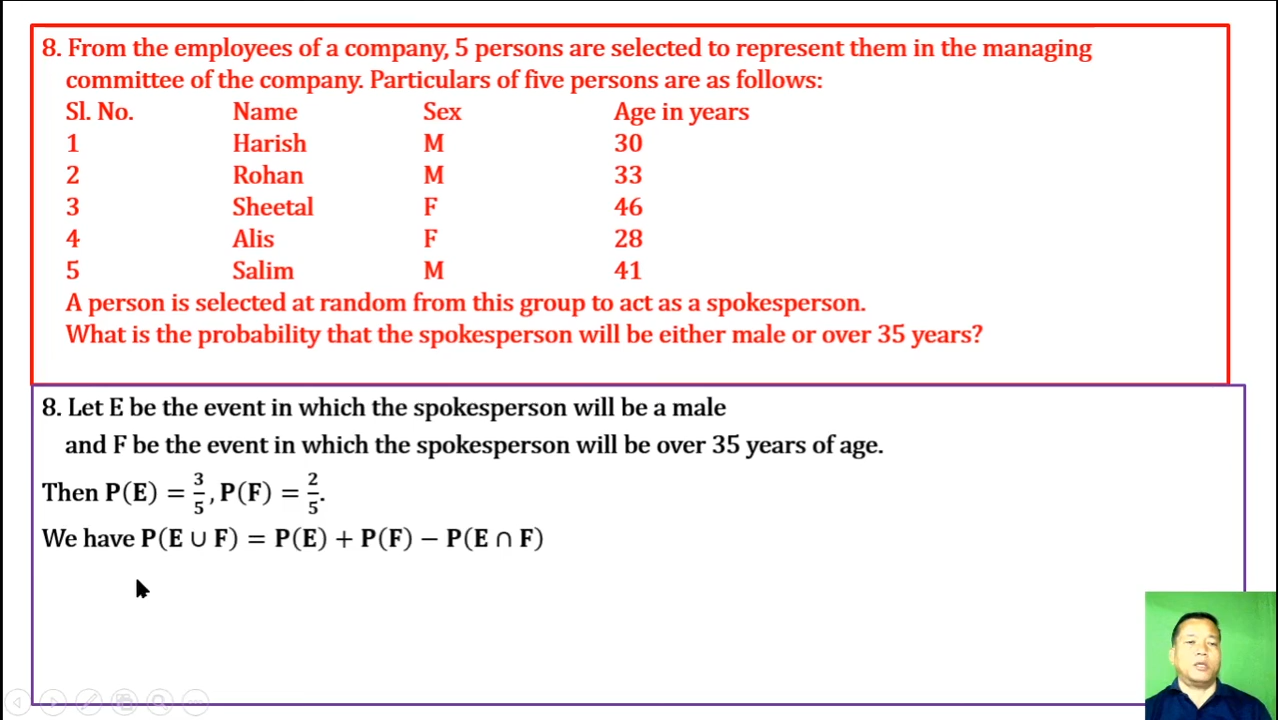 8. From the employees of a company, 5 persons are selected to represent them in the managing
committee of the company. Particulars of five persons are as follows:
Sl. No. Name Sex Age in years
1 Harish M 30
2 Rohan M 33
3 Sheetal F 46
4 Alis F 28
5 Salim M 41
A person is selected at random from this group to act as a spokesperson.
What is the probability that the spokesperson will be either male or over 35 years?
8. Let E be the event in which the spokesperson will be a male
and F be the event in which the spokesperson will be over 35 years of age.
Then P(E) = 3/5, P(F) = 2/5.
We have P(E ∪ F) = P(E) + P(F) − P(E ∩ F)